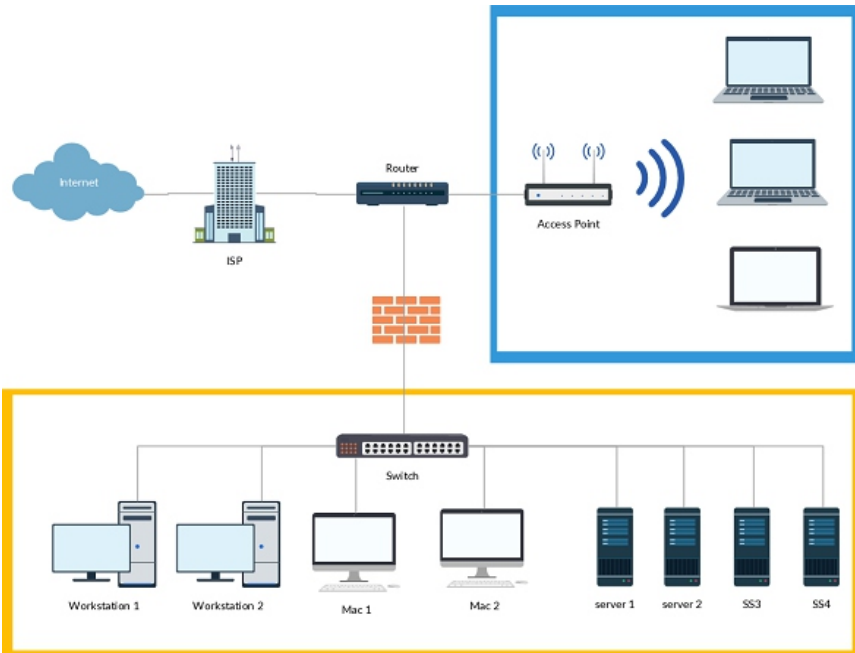 Internet
ISP
Router
Access Point
Switch
Workstation 1
Workstation 2
Mac 1
Mac 2
server 1
server 2
SS3
SS4